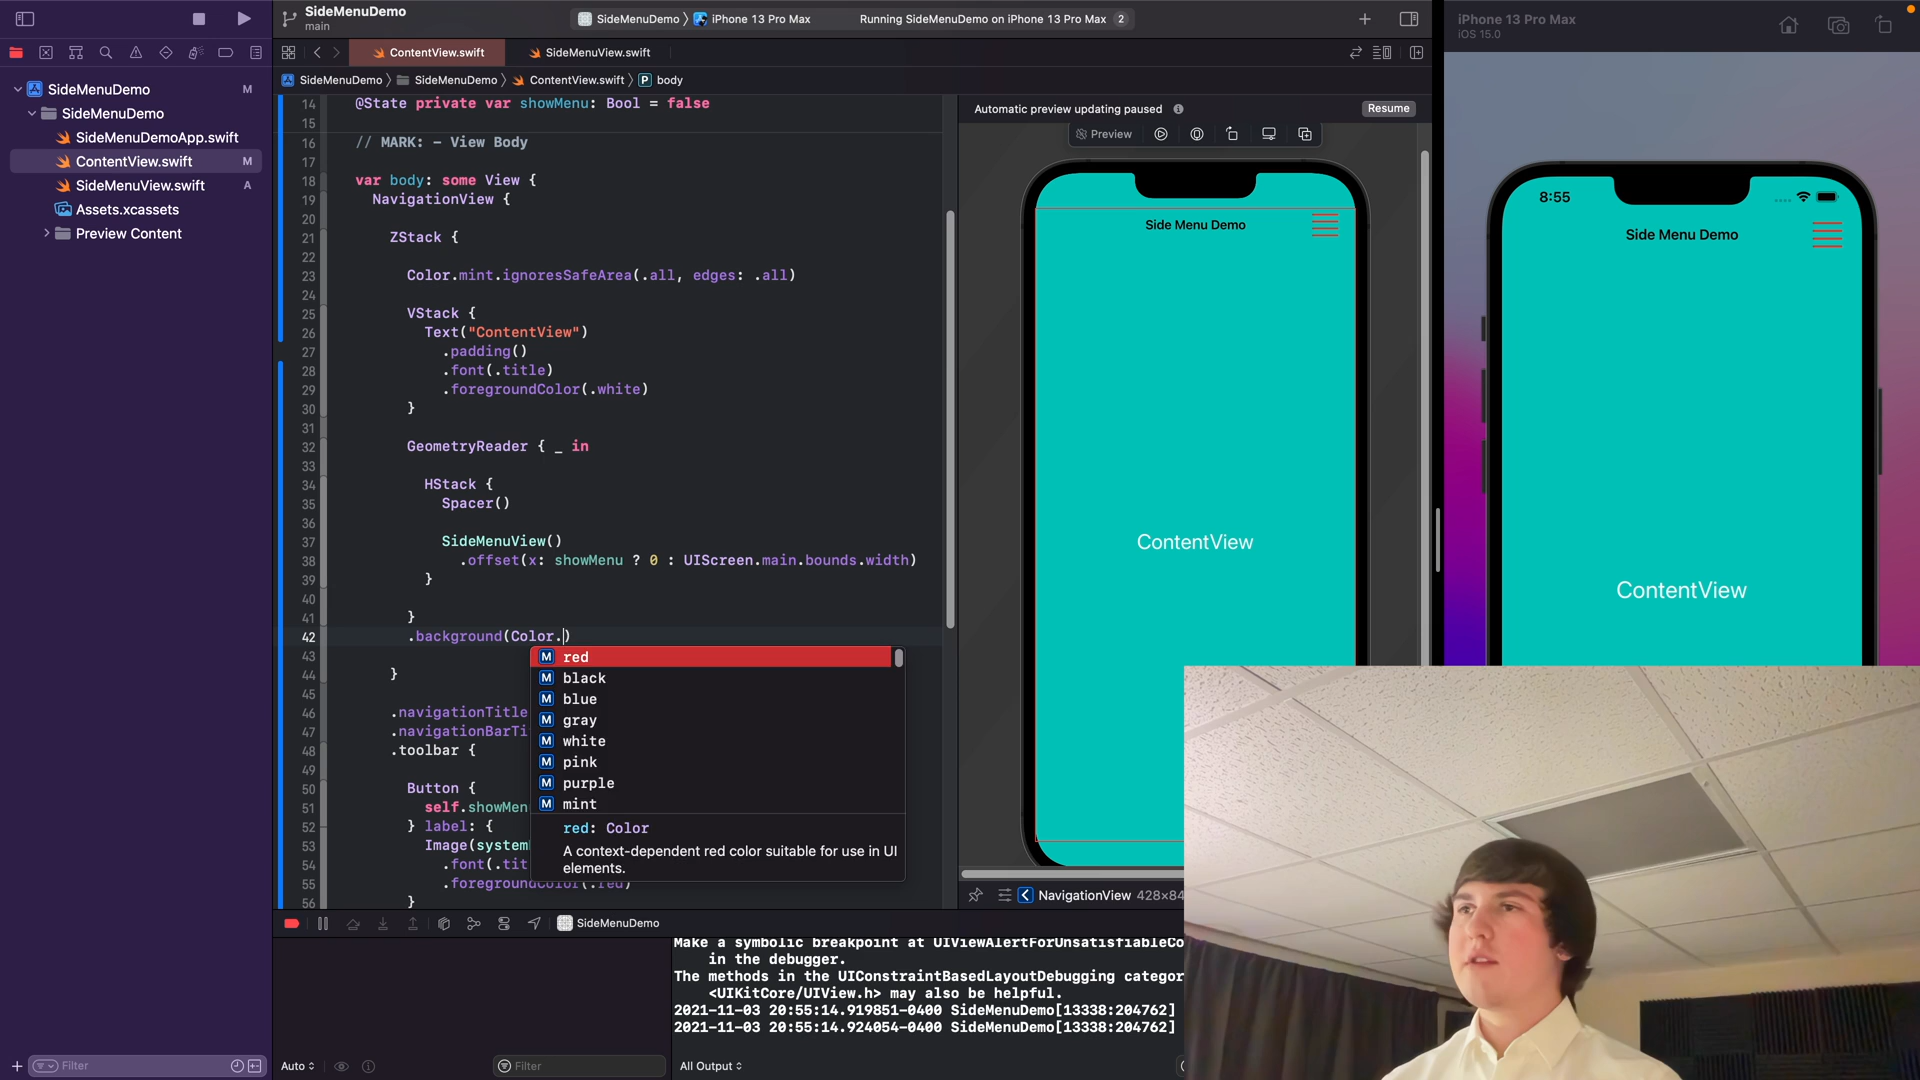 SideMenuDemo
main
SideMenuDemo 〉 iPhone 13 Pro Max
Running SideMenuDemo on iPhone 13 Pro Max 2
iPhone 13 Pro Max
iOS 15.0
ContentView.swift
SideMenuView.swift
SideMenuDemo 〉 SideMenuDemo 〉 ContentView.swift 〉 P body
SideMenuDemo M
SideMenuDemo
SideMenuDemoApp.swift
ContentView.swift M
SideMenuView.swift A
Assets.xcassets
Preview Content
14 @State private var showMenu: Bool = false
15
16 // MARK: - View Body
17
18 var body: some View {
19 NavigationView {
20
21 ZStack {
22
23 Color.mint.ignoresSafeArea(.all, edges: .all)
24
25 VStack {
26 Text("ContentView")
27 .padding()
28 .font(.title)
29 .foregroundColor(.white)
30 }
31
32 GeometryReader { _ in
33
34 HStack {
35 Spacer()
36
37 SideMenuView()
38 .offset(x: showMenu ? 0 : UIScreen.main.bounds.width)
39 }
40
41 }
42 .background(Color.)
43
44 }
45
46 .navigationTitle
47 .navigationBarTi
48 .toolbar {
49
50 Button {
51 self.showMen
52 } label: {
53 Image(system
54 .font(.tit
55 .foregroundColor(.red)
56 }
M red
M black
M blue
M gray
M white
M pink
M purple
M mint
red: Color
A context-dependent red color suitable for use in UI
elements.
Automatic preview updating paused
Resume
Preview
Side Menu Demo
ContentView
NavigationView 428×84
8:55
Side Menu Demo
ContentView
SideMenuDemo
Make a symbolic breakpoint at UIViewAlertForUnsatisfiableCo
in the debugger.
The methods in the UIConstraintBasedLayoutDebugging categor
<UIKitCore/UIView.h> may also be helpful.
2021-11-03 20:55:14.919851-0400 SideMenuDemo[13338:204762]
2021-11-03 20:55:14.924054-0400 SideMenuDemo[13338:204762]
Filter
Auto
Filter
All Output